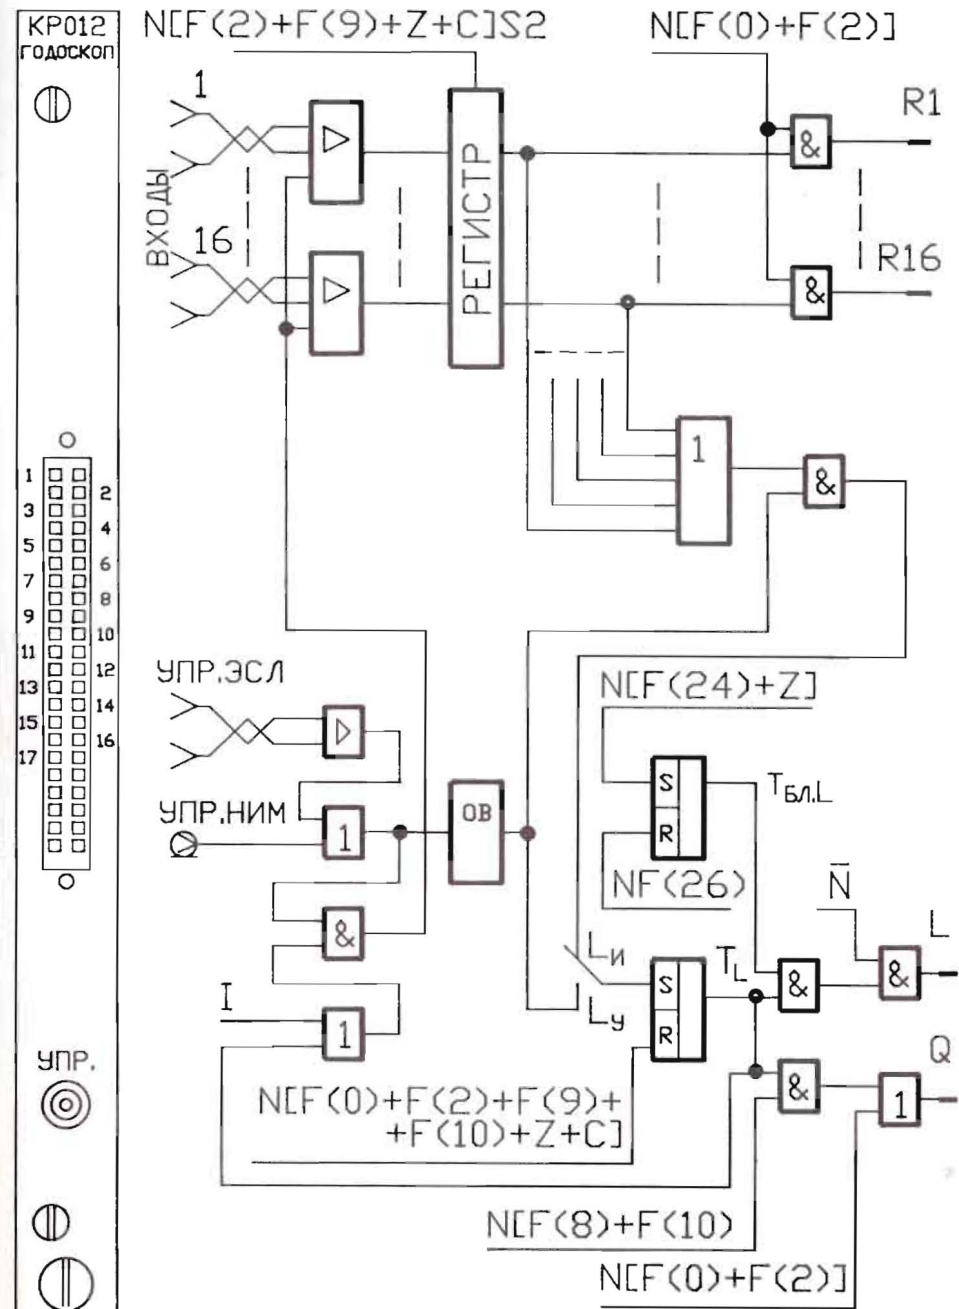 КР012
ГОДОСКОП
N[F(2)+F(9)+Z+C]S2
N[F(0)+F(2)]
1
ВХОДЫ
16
▷
▷
РЕГИСТР
&
R1
&
R16
1
&
1
2
3
4
5
6
7
8
9
10
11
12
13
14
15
16
17
УПР.ЭСЛ
▷
УПР.НИМ
1
ОВ
&
I
1
N[F(24)+Z]
S
R
TБЛ.L
NF(26)
N̄
L
LИ
LУ
S
R
TL
&
&
УПР.
N[F(0)+F(2)+F(9)+
+F(10)+Z+C]
&
1
Q
N[F(8)+F(10)
N[F(0)+F(2)]